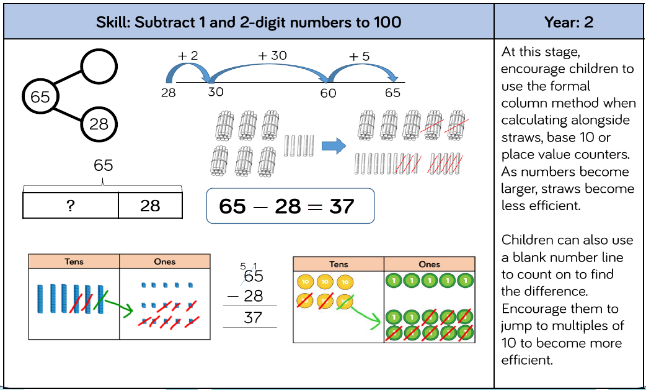 Skill: Subtract 1 and 2-digit numbers to 100
Year: 2
65
28
+ 2
+ 30
+ 5
28
30
60
65
65
?
28
65 − 28 = 37
Tens
Ones
5 1
65
− 28
37
Tens
Ones
10 10 10
10 10 10
1 1 1 1 1
1 1 1 1 1
1 1 1 1 1
At this stage,
encourage children to
use the formal
column method when
calculating alongside
straws, base 10 or
place value counters.
As numbers become
larger, straws become
less efficient.
Children can also use
a blank number line
to count on to find
the difference.
Encourage them to
jump to multiples of
10 to become more
efficient.